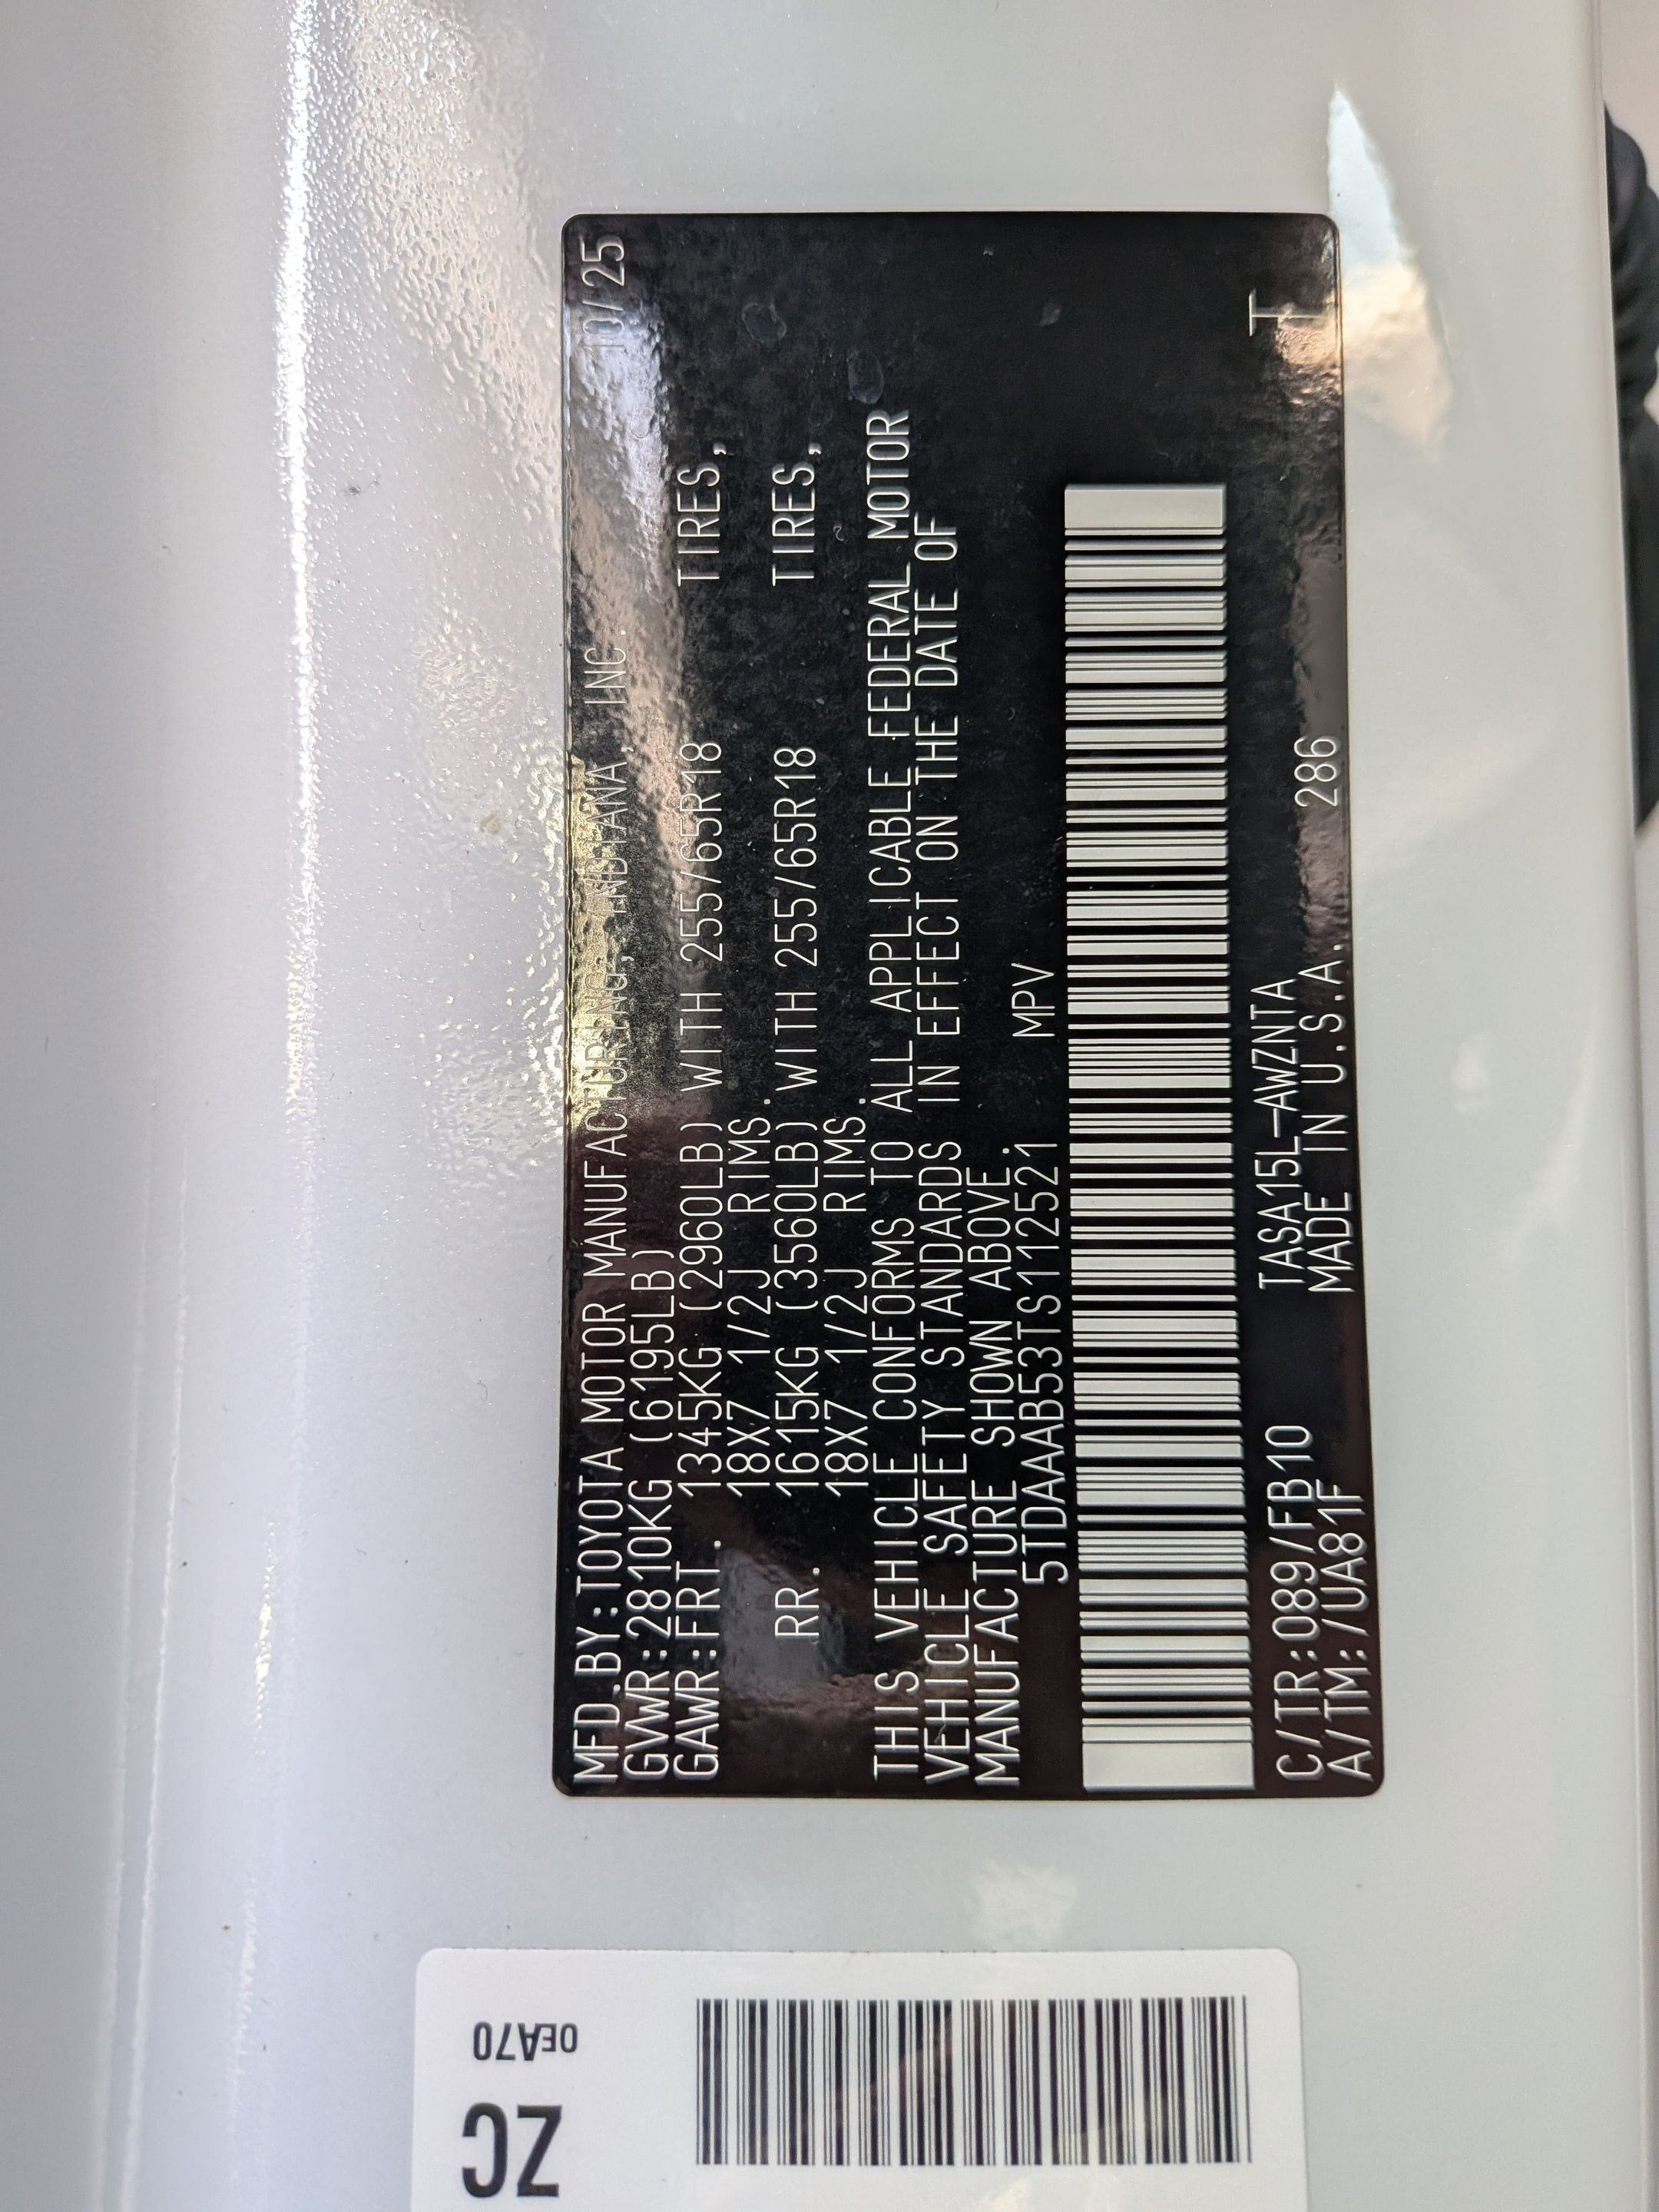 MFD.BY:TOYOTA MOTOR MANUFACTURING, INDIANA, INC. 10/25
GVWR:2810KG (6195LB)
GAWR:FRT. 1345KG (2960LB) WITH 255/65R18 TIRES,
18X7 1/2J RIMS.
RR. 1615KG (3560LB) WITH 255/65R18 TIRES,
18X7 1/2J RIMS.
THIS VEHICLE CONFORMS TO ALL APPLICABLE FEDERAL MOTOR
VEHICLE SAFETY STANDARDS IN EFFECT ON THE DATE OF
MANUFACTURE SHOWN ABOVE.
5TDAAB53TS112521 MPV
C/TR:089/FB10 TASA15L-AWZNTA T
A/TM:/UA81F MADE IN U.S.A. 286
ZC 0EA70